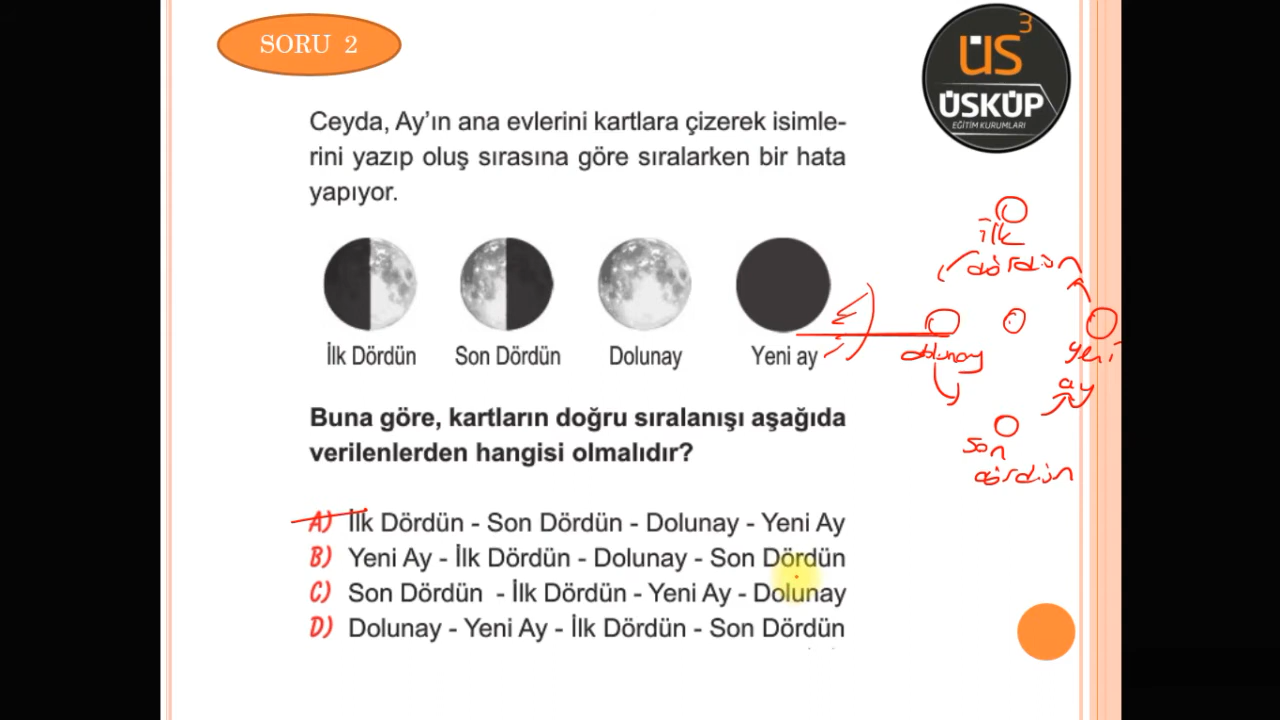 SORU 2
ÜS3
ÜSKÜP
EĞİTİM KURUMLARI
Ceyda, Ay'ın ana evlerini kartlara çizerek isimle-
rini yazıp oluş sırasına göre sıralarken bir hata
yapıyor.
İlk Dördün Son Dördün Dolunay Yeni ay
ilk
dördün
dolunay
yeni
ay
son
dördün
Buna göre, kartların doğru sıralanışı aşağıda
verilenlerden hangisi olmalıdır?
A) İlk Dördün - Son Dördün - Dolunay - Yeni Ay
B) Yeni Ay - İlk Dördün - Dolunay - Son Dördün
C) Son Dördün - İlk Dördün - Yeni Ay - Dolunay
D) Dolunay - Yeni Ay - İlk Dördün - Son Dördün